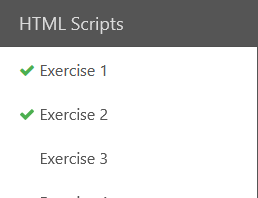 HTML Scripts
Exercise 1
Exercise 2
Exercise 3